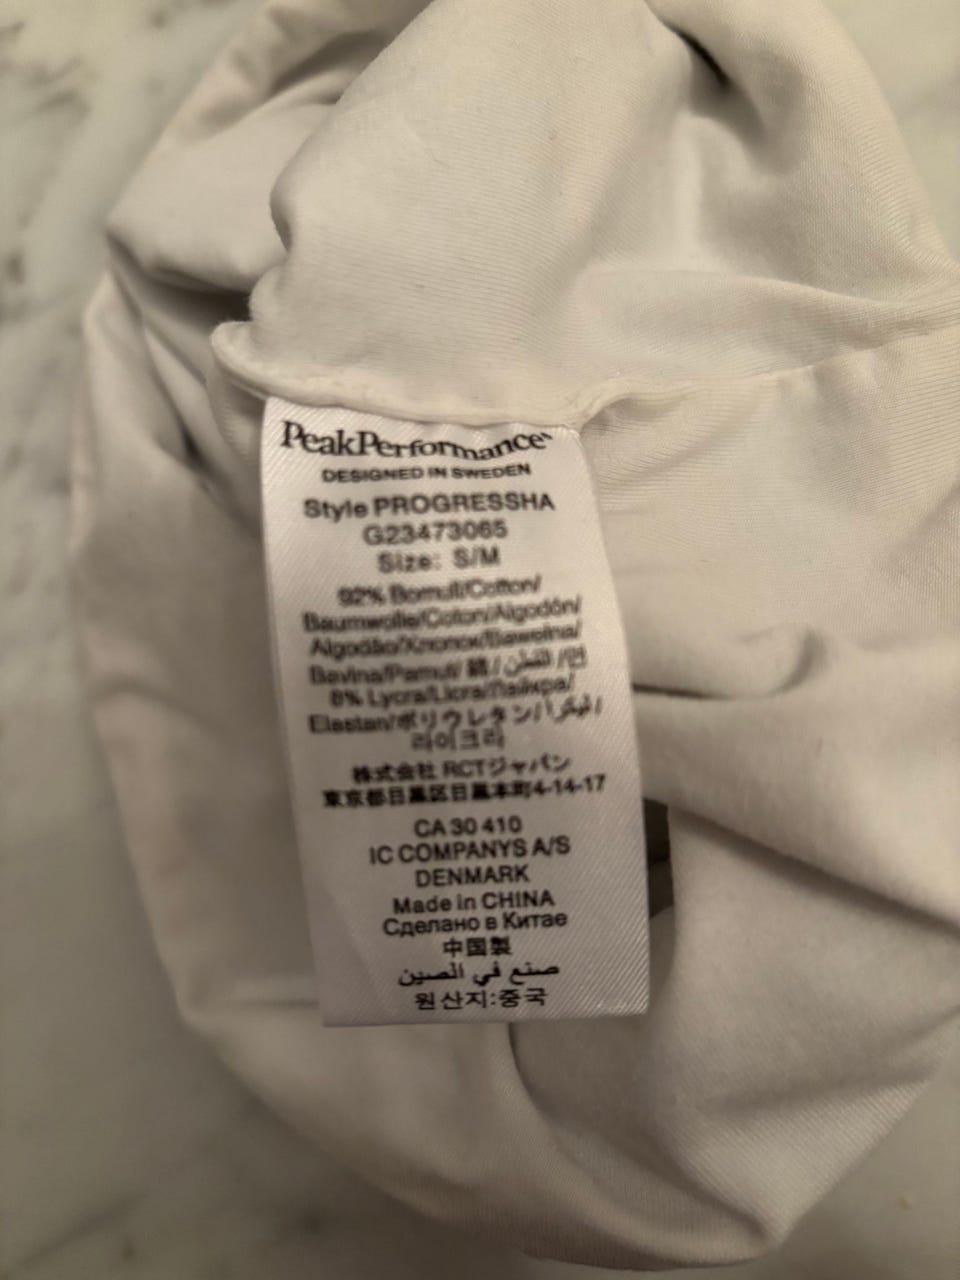 PeakPerformance
DESIGNED IN SWEDEN
Style PROGRESSHA
G23473065
Size: S/M
92% Bomull/Cotton/
Baumwolle/Coton/Algodón/
Algodão/Хлопок/Bawełna/
Bavlna/Pamut/ 綿/ القطن/면
8% Lycra/Licra/Лайкра/
Elastan/ポリウレタン/ ليكرا/
라이크라
株式会社 RCTジャパン
東京都目黒区目黒本町4-14-17
CA 30 410
IC COMPANYS A/S
DENMARK
Made in CHINA
Сделано в Китае
中国製
صنع في الصين
원산지:중국